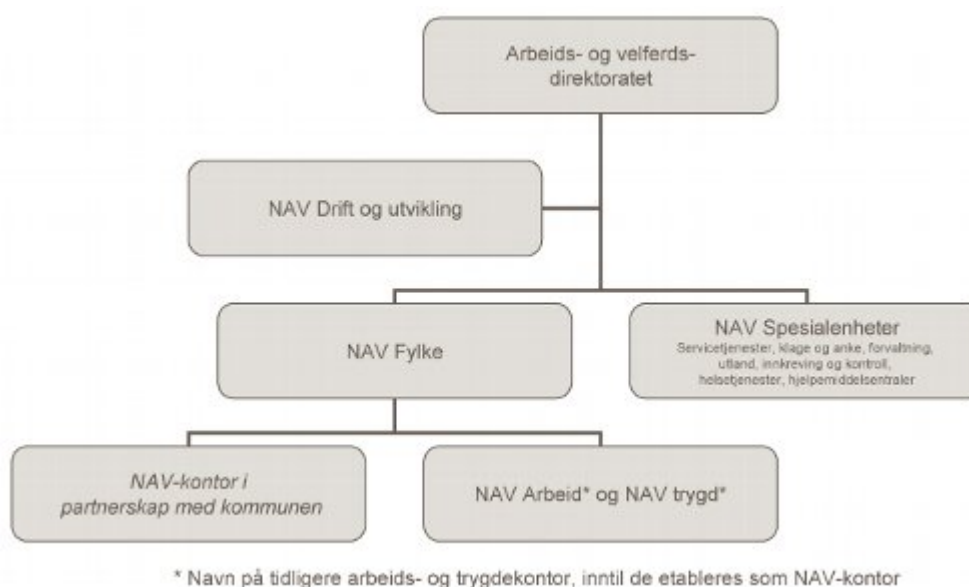 Arbeids- og velferds-
direktoratet
NAV Drift og utvikling
NAV Fylke
NAV Spesialenheter
Servicetjenester, klage og anke, forvaltning,
utland, innkreving og kontroll,
helsetjenester, hjelpemiddelsentraler
NAV-kontor i
partnerskap med kommunen
NAV Arbeid* og NAV trygd*
* Navn på tidligere arbeids- og trygdekontor, inntil de etableres som NAV-kontor